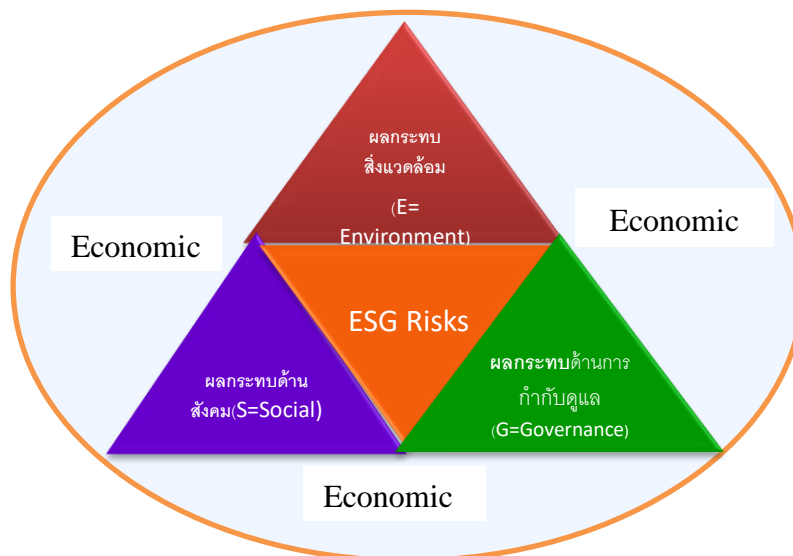 ผลกระทบ
สิ่งแวดล้อม
(E=
Environment)
Economic
Economic
ESG Risks
ผลกระทบด้าน
สังคม(S=Social)
ผลกระทบด้านการ
กำกับดูแล
(G=Governance)
Economic